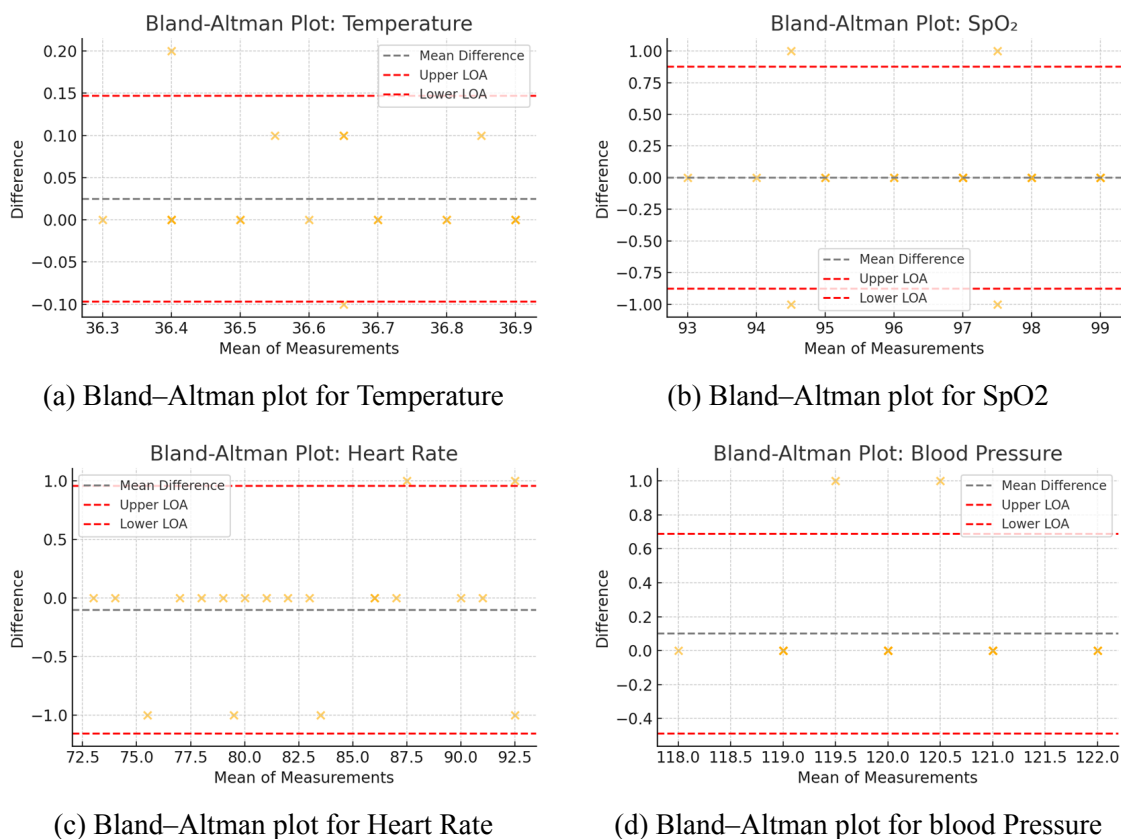 Bland-Altman Plot: Temperature
0.20
0.15
0.10
0.05
0.00
−0.05
−0.10
Difference
Mean Difference
Upper LOA
Lower LOA
36.3 36.4 36.5 36.6 36.7 36.8 36.9
Mean of Measurements
(a) Bland–Altman plot for Temperature
Bland-Altman Plot: SpO₂
1.00
0.75
0.50
0.25
0.00
−0.25
−0.50
−0.75
−1.00
Difference
Mean Difference
Upper LOA
Lower LOA
93 94 95 96 97 98 99
Mean of Measurements
(b) Bland–Altman plot for SpO2
Bland-Altman Plot: Heart Rate
1.0
0.5
0.0
−0.5
−1.0
Difference
Mean Difference
Upper LOA
Lower LOA
72.5 75.0 77.5 80.0 82.5 85.0 87.5 90.0 92.5
Mean of Measurements
(c) Bland–Altman plot for Heart Rate
Bland-Altman Plot: Blood Pressure
1.0
0.8
0.6
0.4
0.2
0.0
−0.2
−0.4
Difference
Mean Difference
Upper LOA
Lower LOA
118.0 118.5 119.0 119.5 120.0 120.5 121.0 121.5 122.0
Mean of Measurements
(d) Bland–Altman plot for blood Pressure